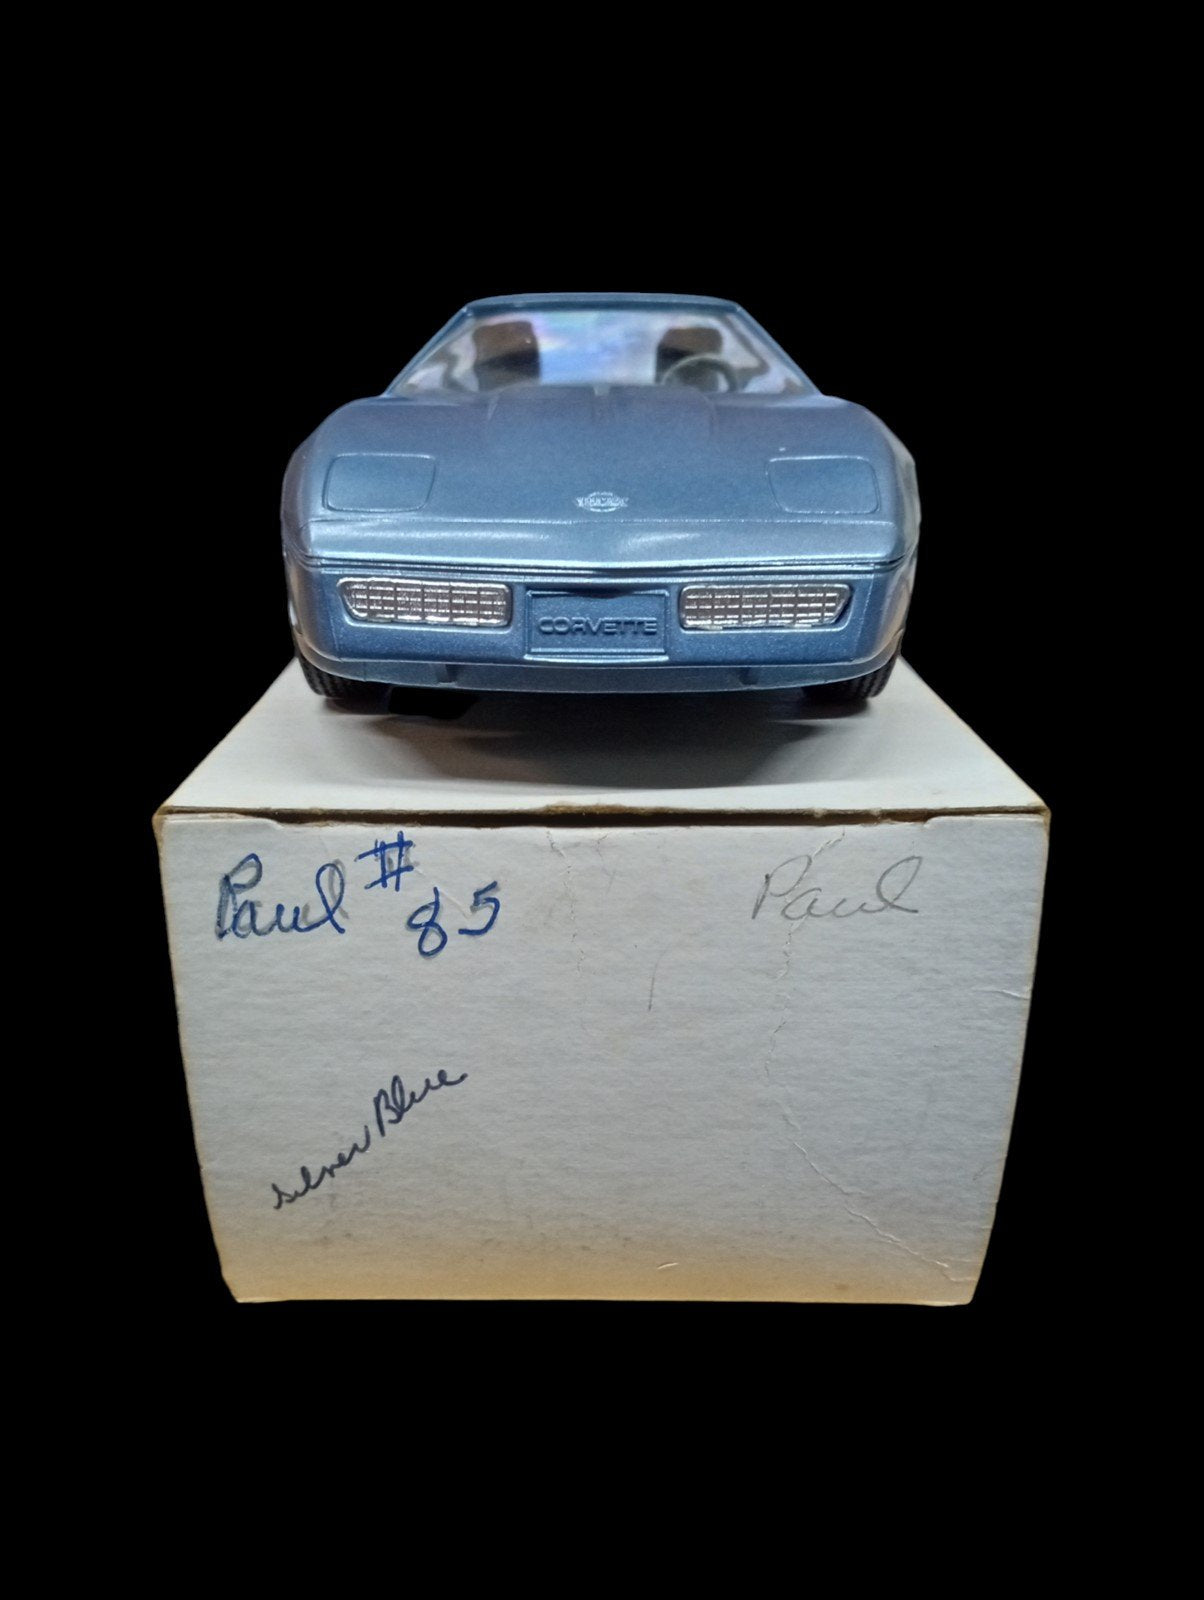 CORVETTE
Paul #
85
Paul
Silver Blue